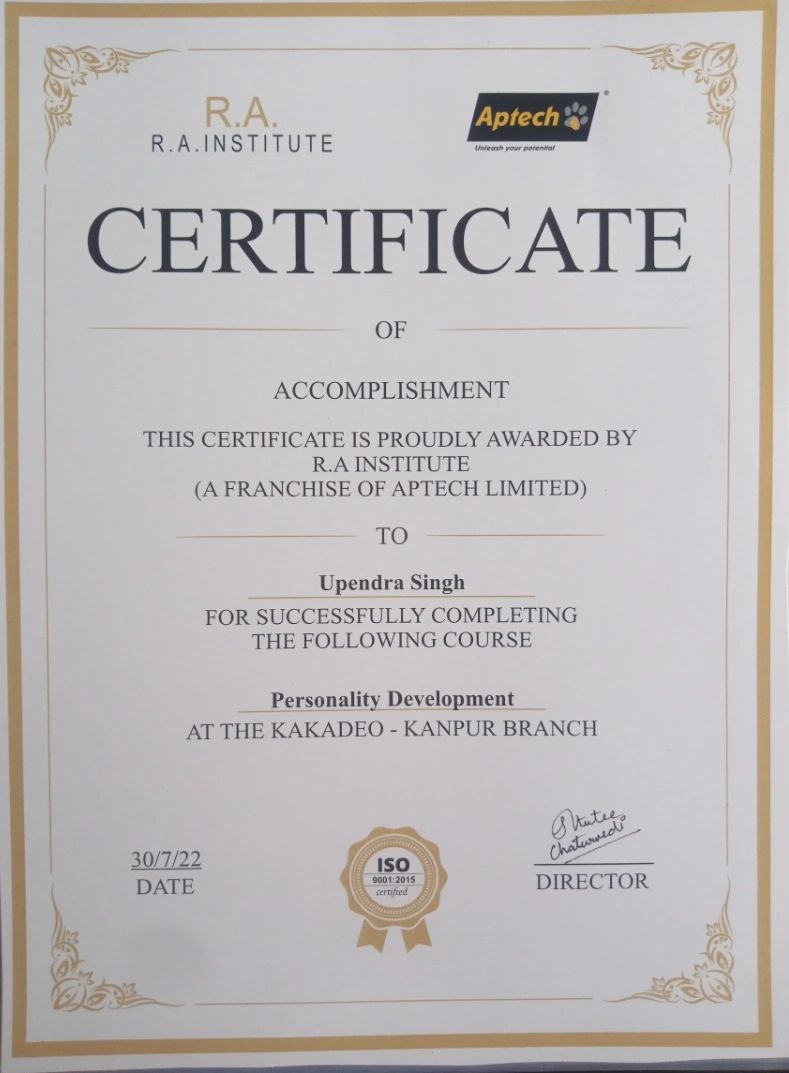 R.A.
R.A.INSTITUTE
Aptech
Unleash your potential
CERTIFICATE
OF
ACCOMPLISHMENT
THIS CERTIFICATE IS PROUDLY AWARDED BY
R.A INSTITUTE
(A FRANCHISE OF APTECH LIMITED)
TO
Upendra Singh
FOR SUCCESSFULLY COMPLETING
THE FOLLOWING COURSE
Personality Development
AT THE KAKADEO - KANPUR BRANCH
30/7/22
DATE
ISO
9001:2015
certified
Chaturvedi
DIRECTOR